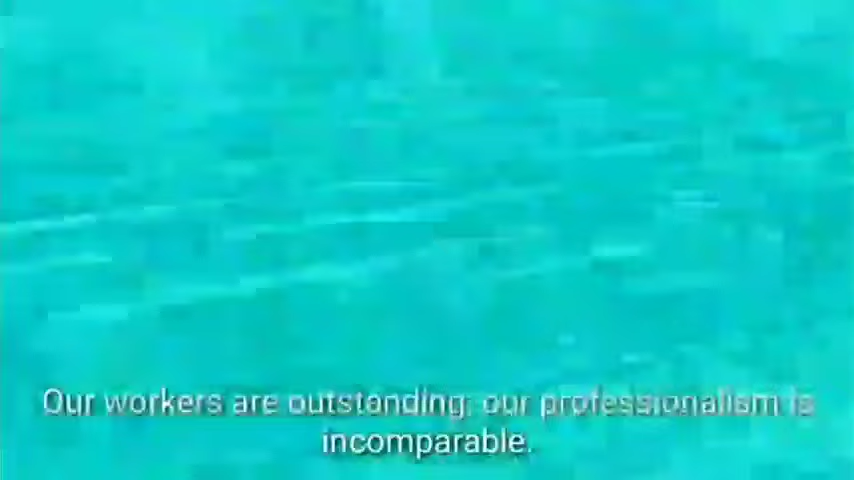 Our workers are outstanding; our professionalism is
incomparable.